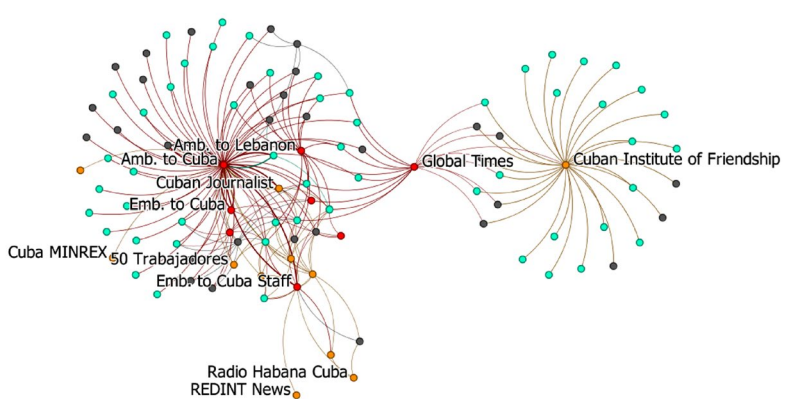 Amb. to Lebanon
Amb. to Cuba
Global Times
Cuban Institute of Friendship
Cuban Journalist
Emb. to Cuba
Cuba MINREX
50 Trabajadores
Emb. to Cuba Staff
Radio Habana Cuba
REDINT News